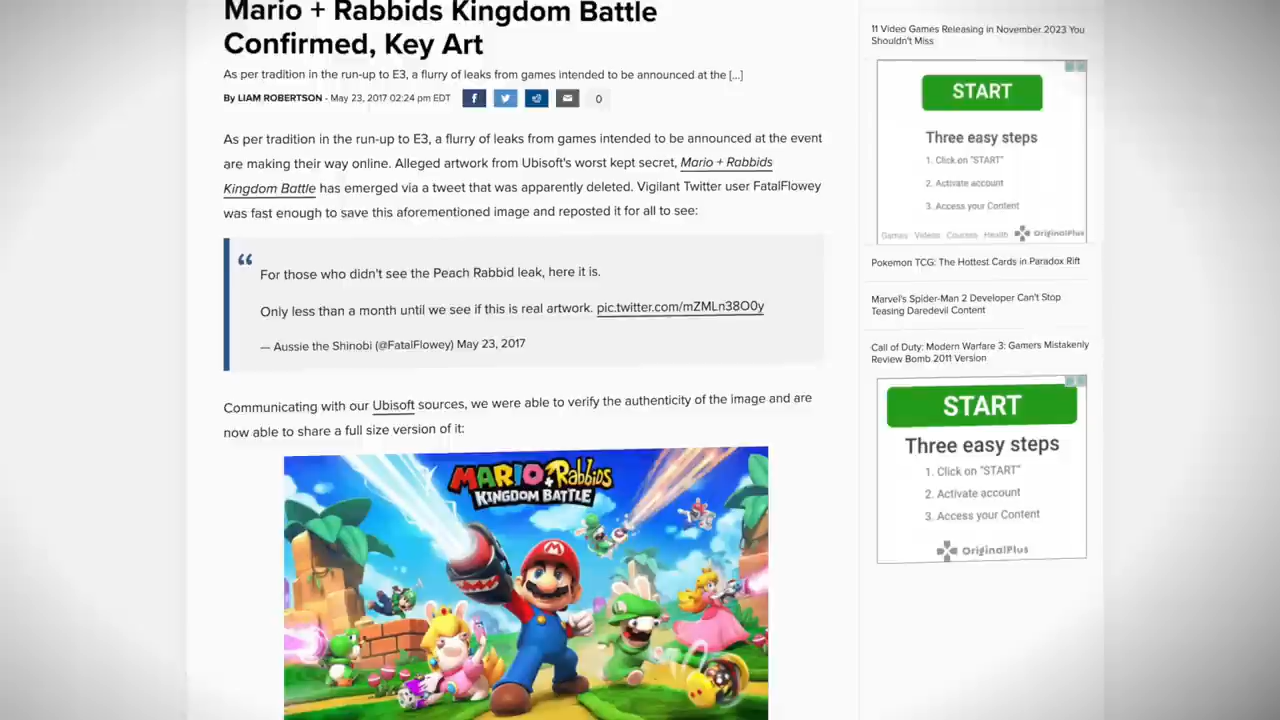 Mario + Rabbids Kingdom Battle
Confirmed, Key Art
As per tradition in the run-up to E3, a flurry of leaks from games intended to be announced at the [...]
By LIAM ROBERTSON - May 23, 2017 02:24 pm EDT
0
As per tradition in the run-up to E3, a flurry of leaks from games intended to be announced at the event
are making their way online. Alleged artwork from Ubisoft's worst kept secret, Mario + Rabbids
Kingdom Battle has emerged via a tweet that was apparently deleted. Vigilant Twitter user FatalFlowey
was fast enough to save this aforementioned image and reposted it for all to see:
“
For those who didn't see the Peach Rabbid leak, here it is.
Only less than a month until we see if this is real artwork. pic.twitter.com/mZMLn38O0y
— Aussie the Shinobi (@FatalFlowey) May 23, 2017
Communicating with our Ubisoft sources, we were able to verify the authenticity of the image and are
now able to share a full size version of it:
MARIO + Rabbids
KINGDOM BATTLE
M
11 Video Games Releasing in November 2023 You
Shouldn't Miss
START
Three easy steps
1. Click on "START"
2. Activate account
3. Access your Content
Games Videos Courses Health OriginalPlus
Pokemon TCG: The Hottest Cards in Paradox Rift
Marvel's Spider-Man 2 Developer Can't Stop
Teasing Daredevil Content
Call of Duty: Modern Warfare 3: Gamers Mistakenly
Review Bomb 2011 Version
START
Three easy steps
1. Click on "START"
2. Activate account
3. Access your Content
OriginalPlus